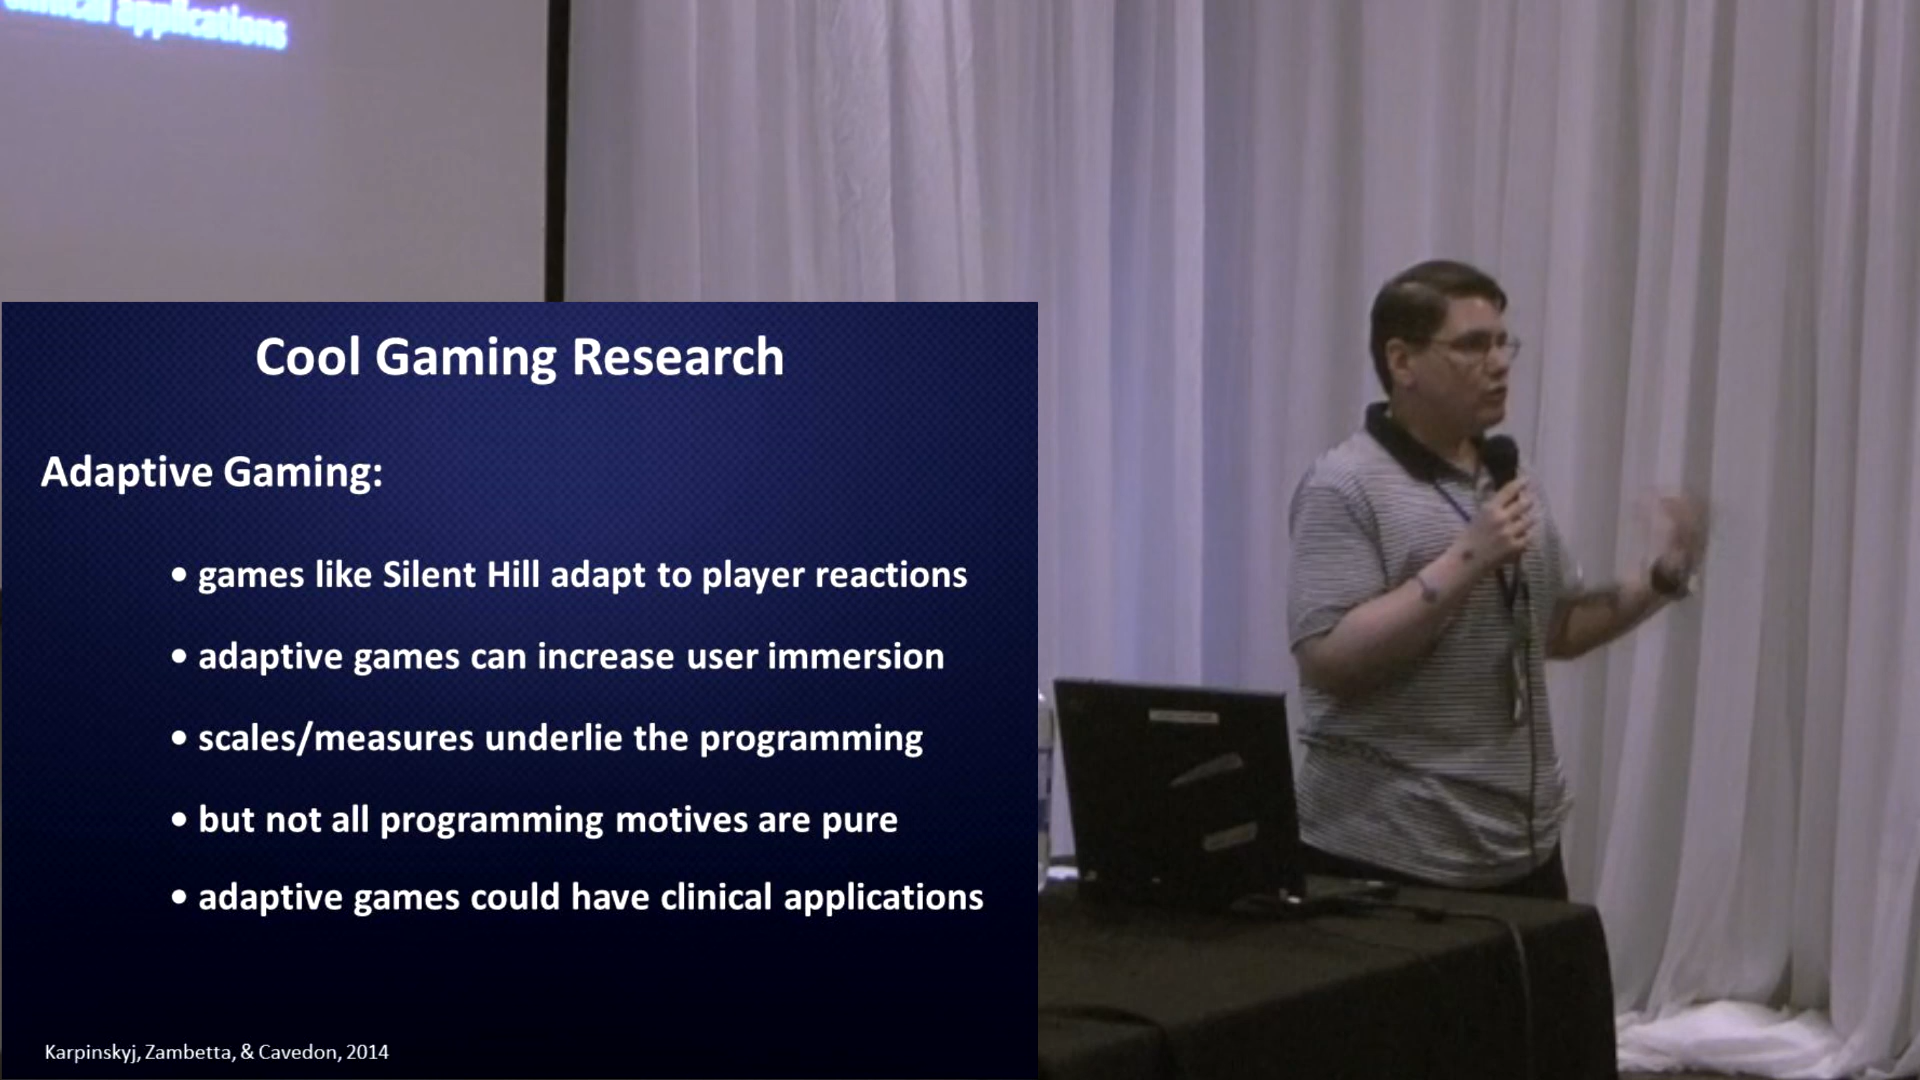 clinical applications
Cool Gaming Research
Adaptive Gaming:
• games like Silent Hill adapt to player reactions
• adaptive games can increase user immersion
• scales/measures underlie the programming
• but not all programming motives are pure
• adaptive games could have clinical applications
Karpinskyj, Zambetta, & Cavedon, 2014